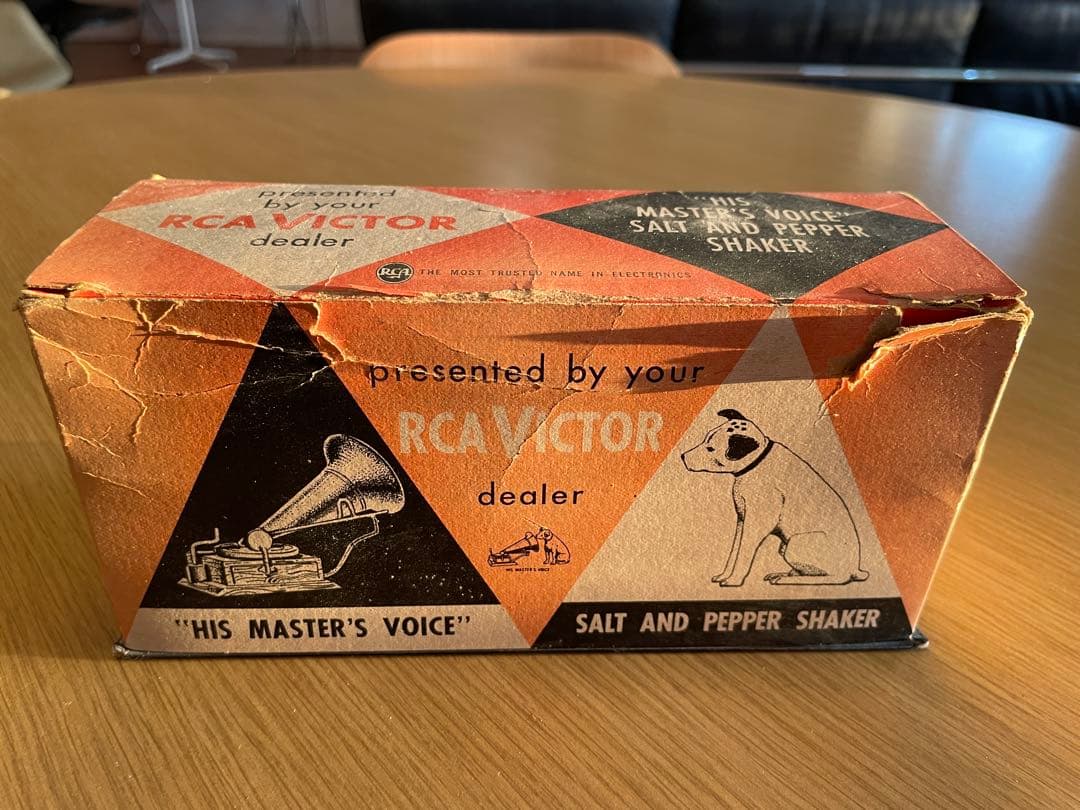 presented
by your
RCA VICTOR
dealer
RCA THE MOST TRUSTED NAME IN ELECTRONICS
"HIS
MASTER'S VOICE"
SALT AND PEPPER
SHAKER
presented by your
RCA VICTOR
dealer
HIS MASTER'S VOICE
"HIS MASTER'S VOICE"
SALT AND PEPPER SHAKER